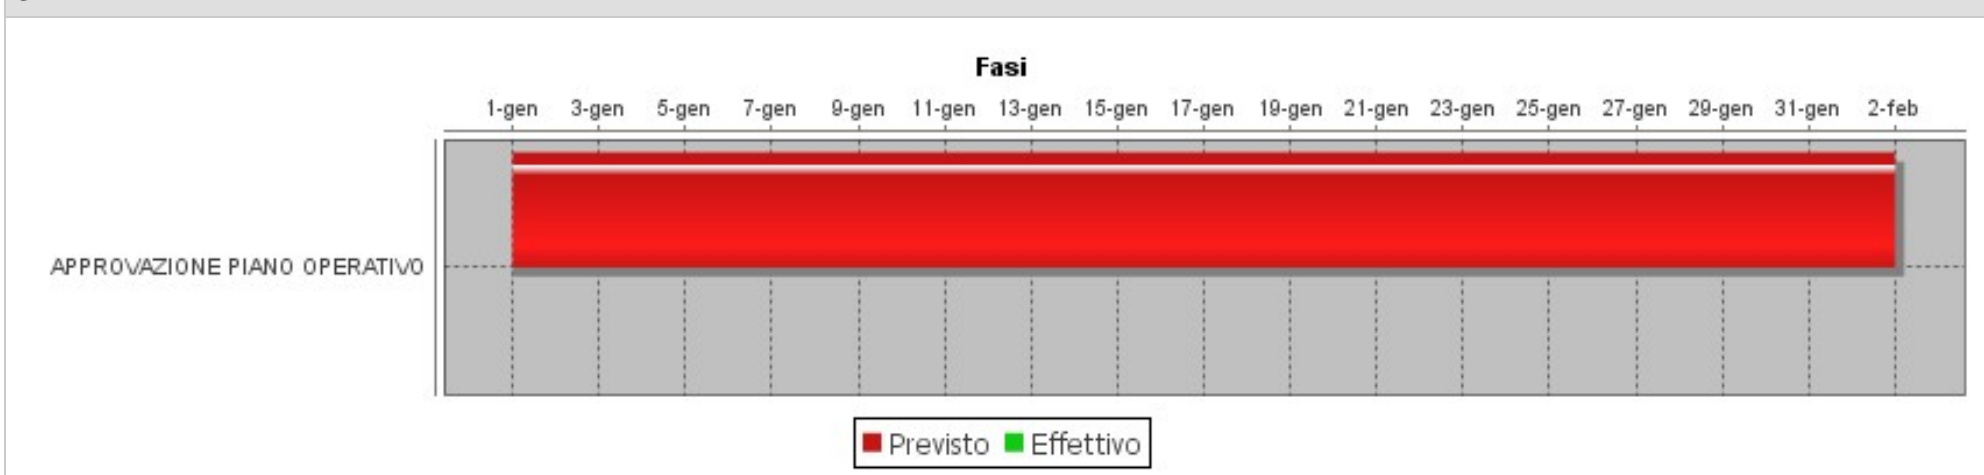 Fasi
1-gen 3-gen 5-gen 7-gen 9-gen 11-gen 13-gen 15-gen 17-gen 19-gen 21-gen 23-gen 25-gen 27-gen 29-gen 31-gen 2-feb
APPROVAZIONE PIANO OPERATIVO
Previsto Effettivo